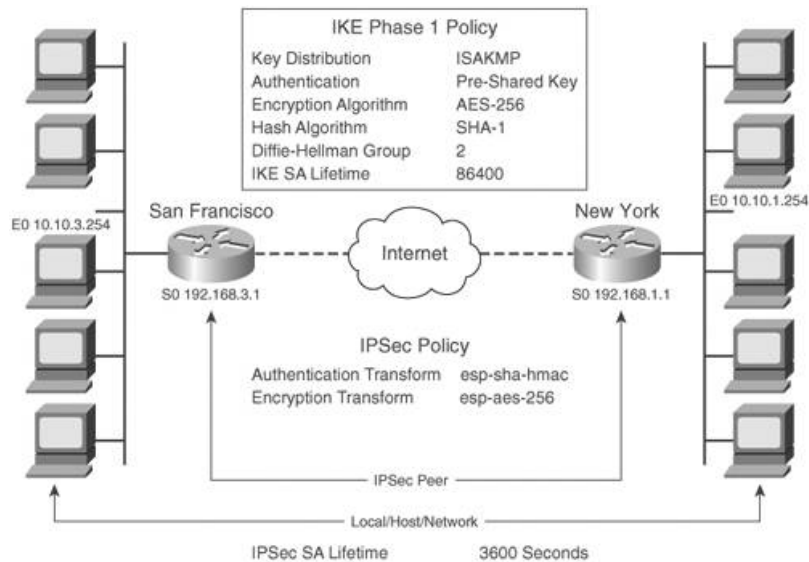 IKE Phase 1 Policy
Key Distribution ISAKMP
Authentication Pre-Shared Key
Encryption Algorithm AES-256
Hash Algorithm SHA-1
Diffie-Hellman Group 2
IKE SA Lifetime 86400
E0 10.10.3.254
San Francisco
S0 192.168.3.1
Internet
New York
S0 192.168.1.1
E0 10.10.1.254
IPSec Policy
Authentication Transform esp-sha-hmac
Encryption Transform esp-aes-256
IPSec Peer
Local/Host/Network
IPSec SA Lifetime 3600 Seconds